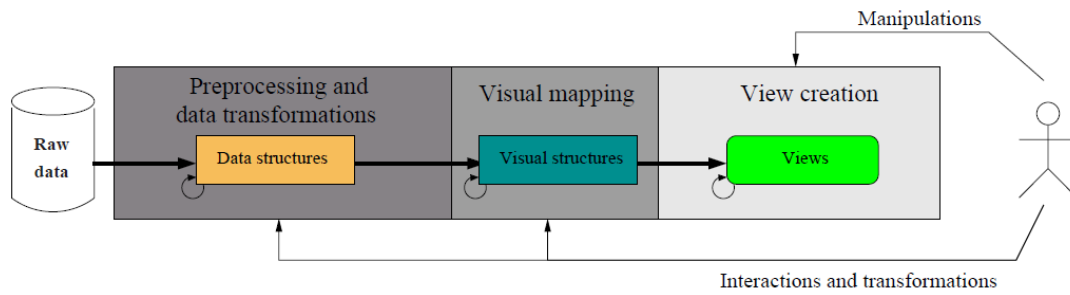 Manipulations
Preprocessing and
data transformations
Visual mapping
View creation
Raw
data
Data structures
Visual structures
Views
Interactions and transformations